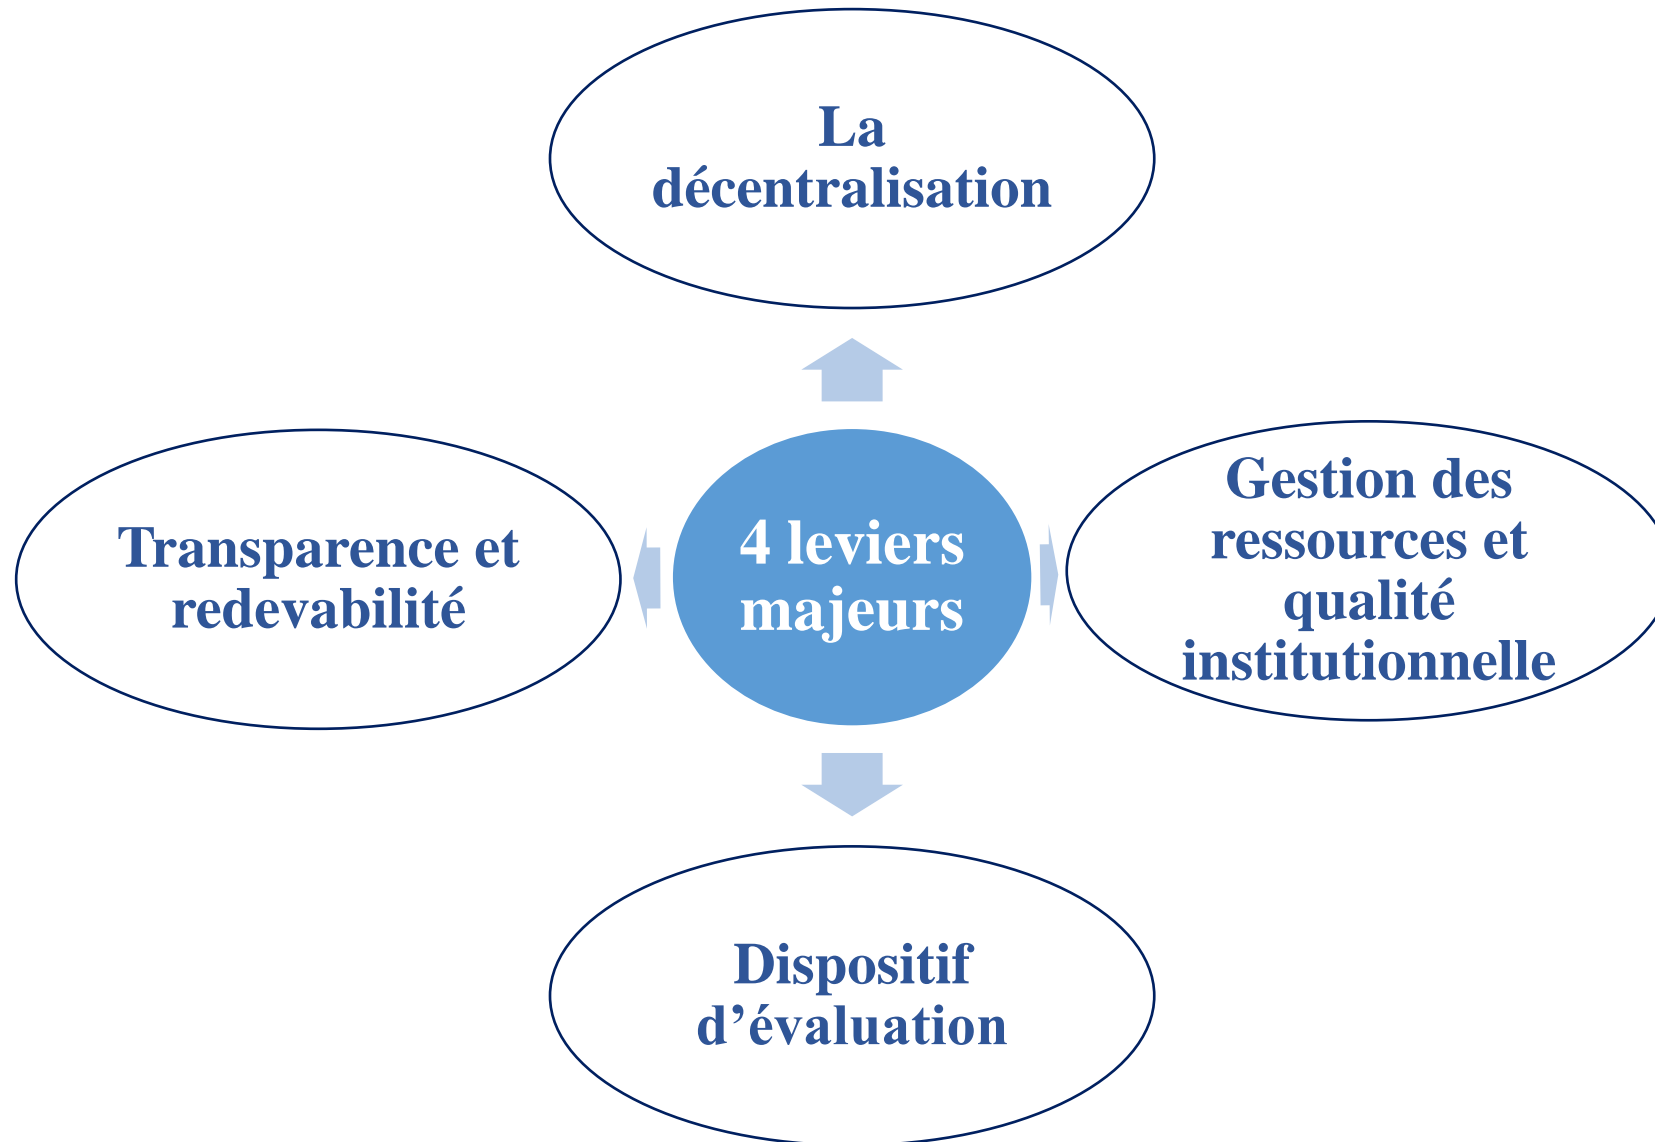 La
décentralisation
Transparence et
redevabilité
4 leviers
majeurs
Gestion des
ressources et
qualité
institutionnelle
Dispositif
d’évaluation